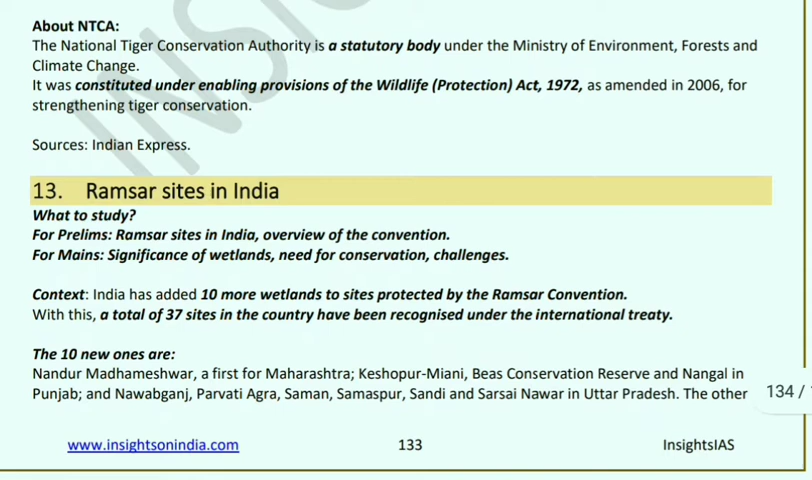 About NTCA:
The National Tiger Conservation Authority is a statutory body under the Ministry of Environment, Forests and
Climate Change.
It was constituted under enabling provisions of the Wildlife (Protection) Act, 1972, as amended in 2006, for
strengthening tiger conservation.
Sources: Indian Express.
13. Ramsar sites in India
What to study?
For Prelims: Ramsar sites in India, overview of the convention.
For Mains: Significance of wetlands, need for conservation, challenges.
Context: India has added 10 more wetlands to sites protected by the Ramsar Convention.
With this, a total of 37 sites in the country have been recognised under the international treaty.
The 10 new ones are:
Nandur Madhameshwar, a first for Maharashtra; Keshopur-Miani, Beas Conservation Reserve and Nangal in
Punjab; and Nawabganj, Parvati Agra, Saman, Samaspur, Sandi and Sarsai Nawar in Uttar Pradesh. The other
134 /
www.insightsonindia.com 133 InsightsIAS